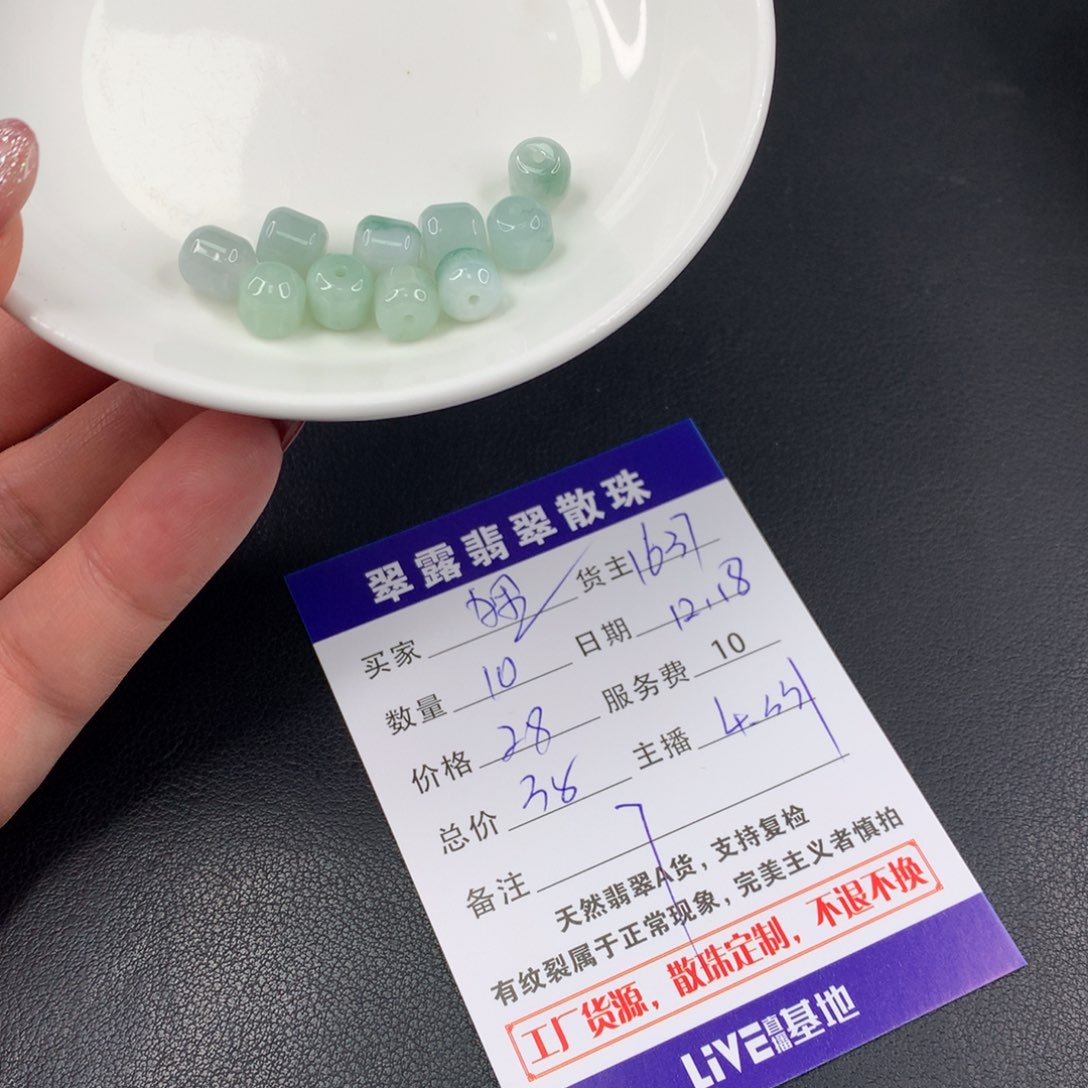 翠露翡翠散珠
买家 货主 1637
数量 10 日期 12.18
价格 28 服务费 10
总价 38 主播
备注
天然翡翠A货，支持复检
有纹裂属于正常现象，完美主义者慎拍
工厂货源，散珠定制，不退不换
LiVE直播基地